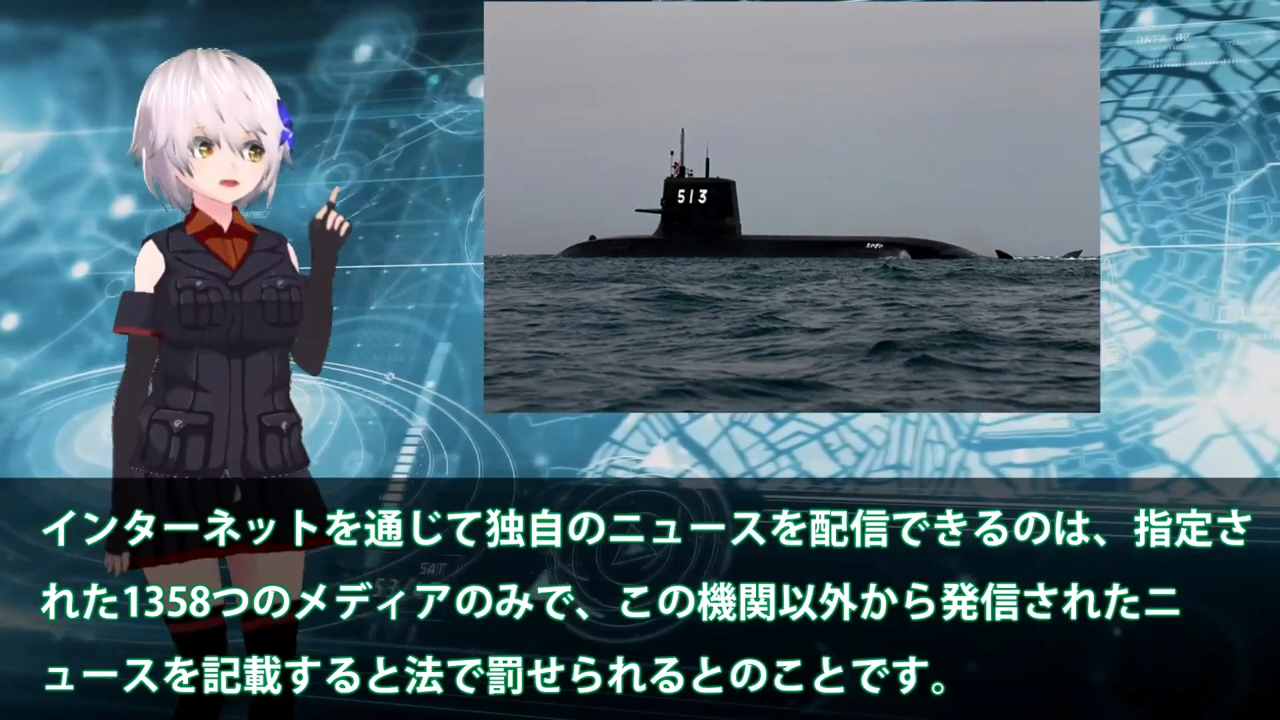 DATA 02
513
インターネットを通じて独自のニュースを配信できるのは、指定さ
れた1358つのメディアのみで、この機関以外から発信されたニ
ュースを記載すると法で罰せられるとのことです。
SAT